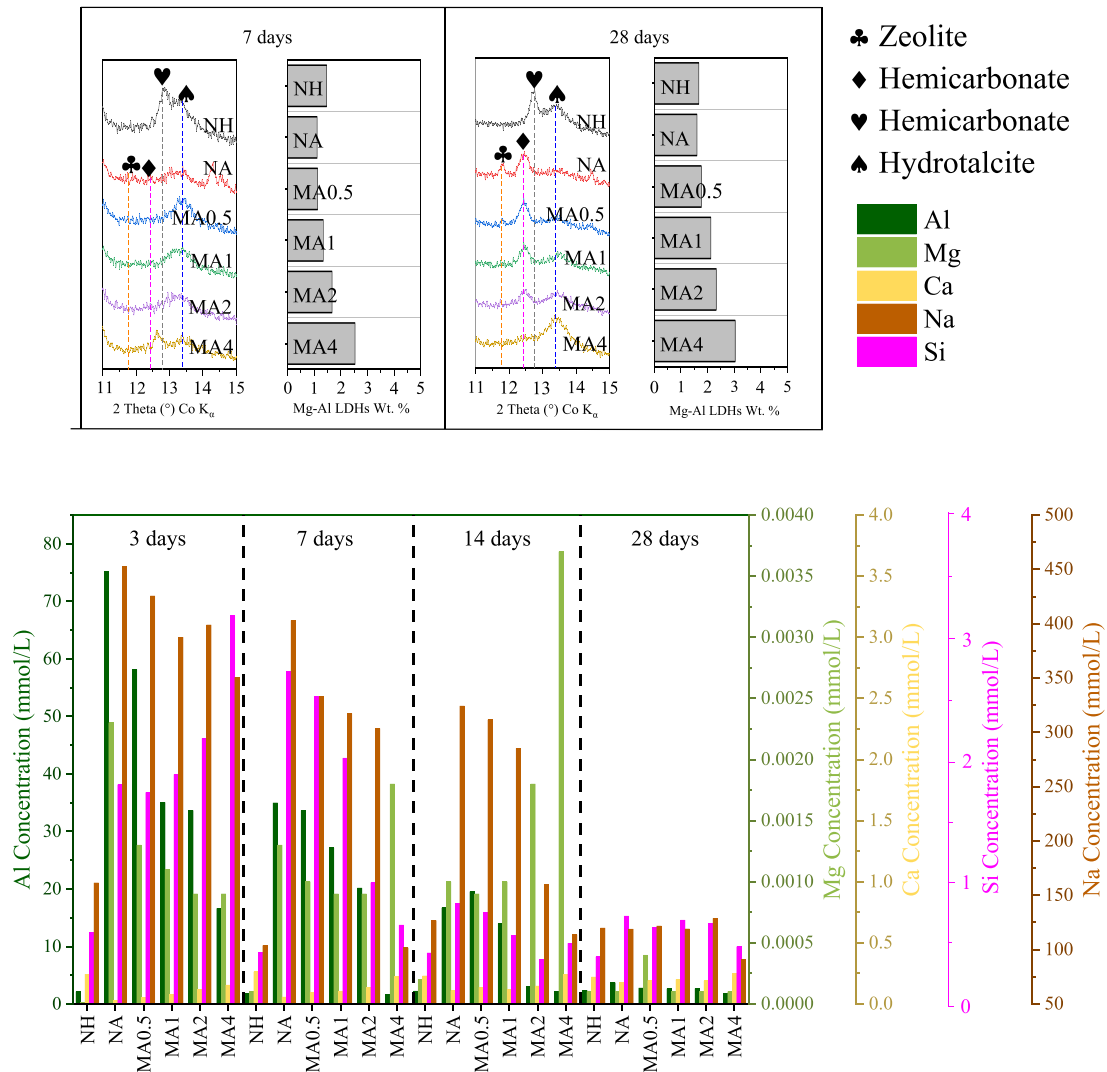 7 days
28 days
NH
NA
MA0.5
MA1
MA2
MA4
11 12 13 14 15
2 Theta (°) Co Kα
NH
NA
MA0.5
MA1
MA2
MA4
0 1 2 3 4 5
Mg-Al LDHs Wt. %
NH
NA
MA0.5
MA1
MA2
MA4
11 12 13 14 15
2 Theta (°) Co Kα
NH
NA
MA0.5
MA1
MA2
MA4
0 1 2 3 4 5
Mg-Al LDHs Wt. %
♣ Zeolite
♦ Hemicarbonate
♥ Hemicarbonate
♠ Hydrotalcite
Al
Mg
Ca
Na
Si
3 days
7 days
14 days
28 days
Al Concentration (mmol/L)
80
70
60
50
40
30
20
10
0
NH NA MA0.5 MA1 MA2 MA4 NH NA MA0.5 MA1 MA2 MA4 NH NA MA0.5 MA1 MA2 MA4 NH NA MA0.5 MA1 MA2 MA4
0.0040
0.0035
0.0030
0.0025
0.0020
0.0015
0.0010
0.0005
0.0000
Mg Concentration (mmol/L)
4.0
3.5
3.0
2.5
2.0
1.5
1.0
0.5
0.0
Ca Concentration (mmol/L)
4
3
2
1
0
Si Concentration (mmol/L)
500
450
400
350
300
250
200
150
100
50
Na Concentration (mmol/L)